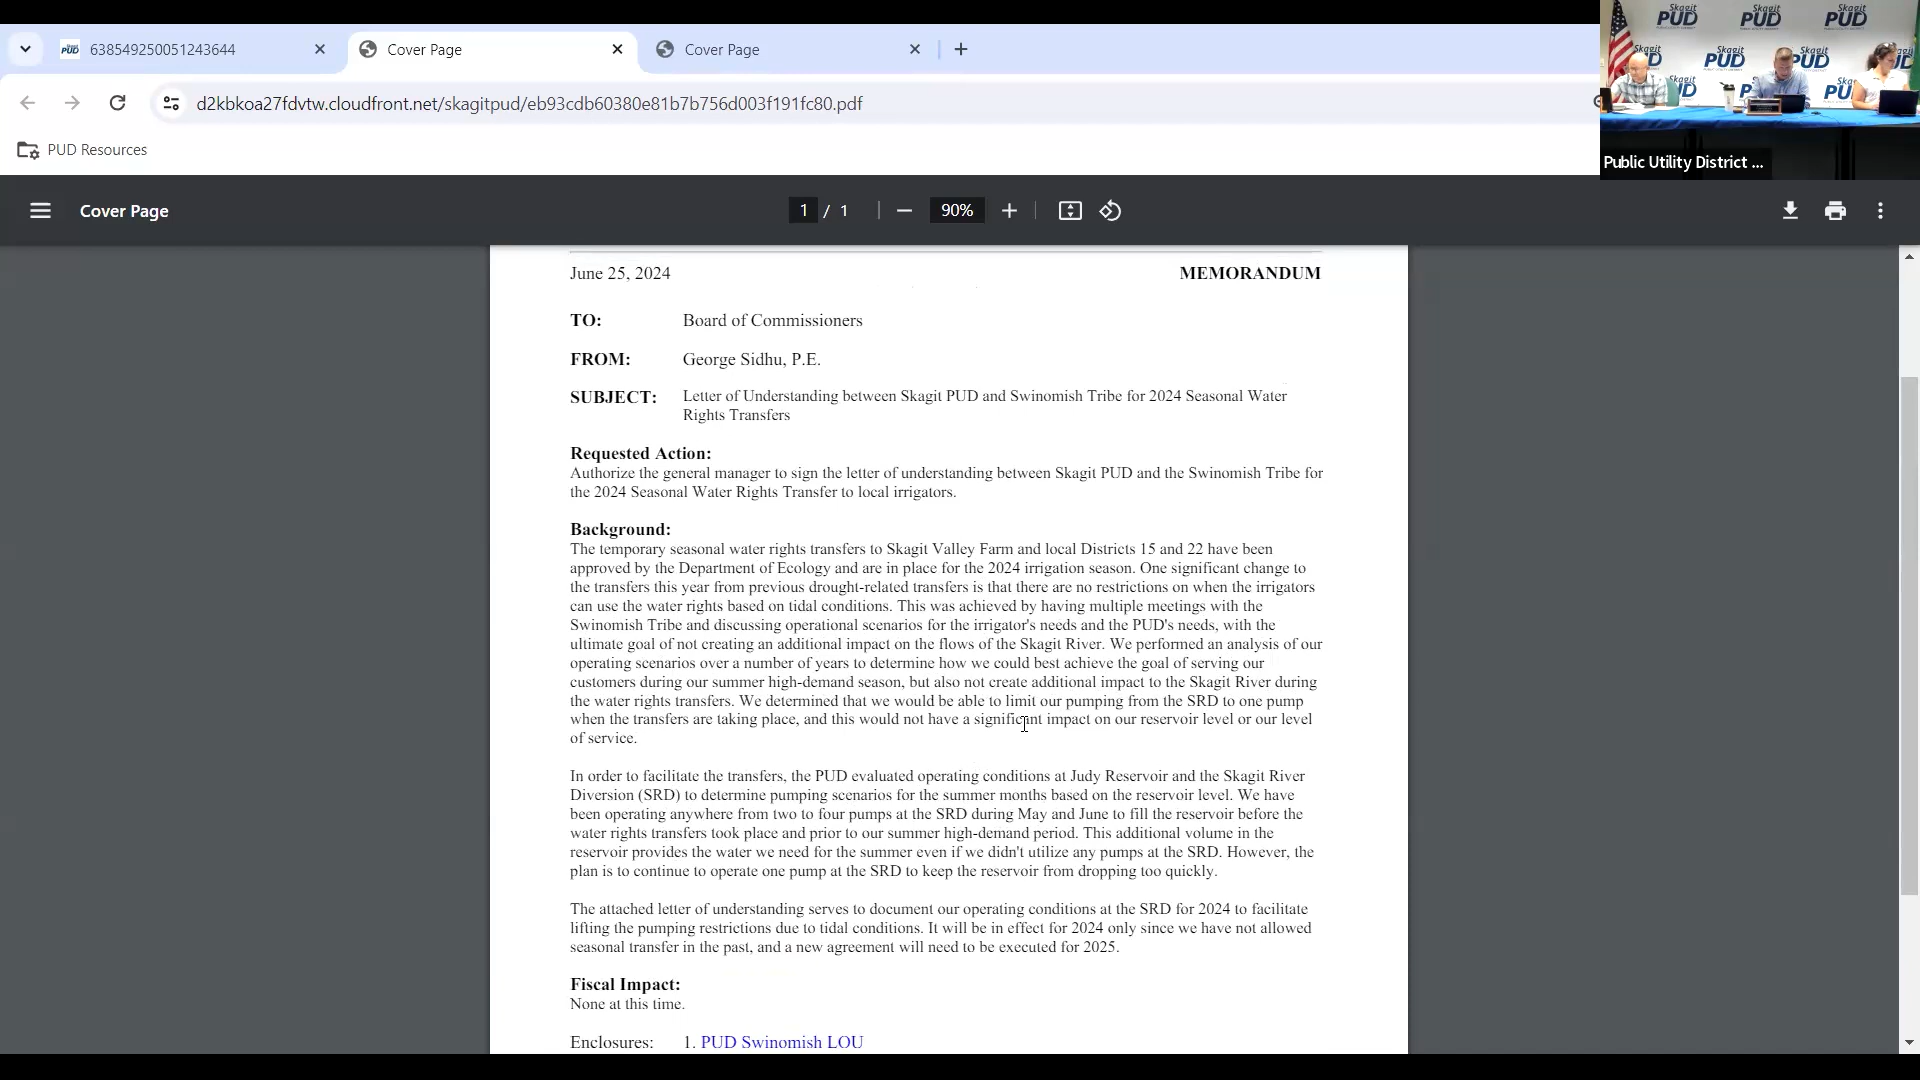 638549250051243644
Cover Page
Cover Page
d2kbkoa27fdvtw.cloudfront.net/skagitpud/eb93cdb60380e81b7b756d003f191fc80.pdf
PUD Resources
Skagit PUD
Skagit PUD
Skagit PUD
Public Utility District ...
Cover Page
1 / 1
90%
June 25, 2024 MEMORANDUM
TO: Board of Commissioners
FROM: George Sidhu, P.E.
SUBJECT: Letter of Understanding between Skagit PUD and Swinomish Tribe for 2024 Seasonal Water
Rights Transfers
Requested Action:
Authorize the general manager to sign the letter of understanding between Skagit PUD and the Swinomish Tribe for
the 2024 Seasonal Water Rights Transfer to local irrigators.
Background:
The temporary seasonal water rights transfers to Skagit Valley Farm and local Districts 15 and 22 have been
approved by the Department of Ecology and are in place for the 2024 irrigation season. One significant change to
the transfers this year from previous drought-related transfers is that there are no restrictions on when the irrigators
can use the water rights based on tidal conditions. This was achieved by having multiple meetings with the
Swinomish Tribe and discussing operational scenarios for the irrigator's needs and the PUD's needs, with the
ultimate goal of not creating an additional impact on the flows of the Skagit River. We performed an analysis of our
operating scenarios over a number of years to determine how we could best achieve the goal of serving our
customers during our summer high-demand season, but also not create additional impact to the Skagit River during
the water rights transfers. We determined that we would be able to limit our pumping from the SRD to one pump
when the transfers are taking place, and this would not have a significant impact on our reservoir level or our level
of service.
In order to facilitate the transfers, the PUD evaluated operating conditions at Judy Reservoir and the Skagit River
Diversion (SRD) to determine pumping scenarios for the summer months based on the reservoir level. We have
been operating anywhere from two to four pumps at the SRD during May and June to fill the reservoir before the
water rights transfers took place and prior to our summer high-demand period. This additional volume in the
reservoir provides the water we need for the summer even if we didn't utilize any pumps at the SRD. However, the
plan is to continue to operate one pump at the SRD to keep the reservoir from dropping too quickly.
The attached letter of understanding serves to document our operating conditions at the SRD for 2024 to facilitate
lifting the pumping restrictions due to tidal conditions. It will be in effect for 2024 only since we have not allowed
seasonal transfer in the past, and a new agreement will need to be executed for 2025.
Fiscal Impact:
None at this time.
Enclosures: 1. PUD Swinomish LOU